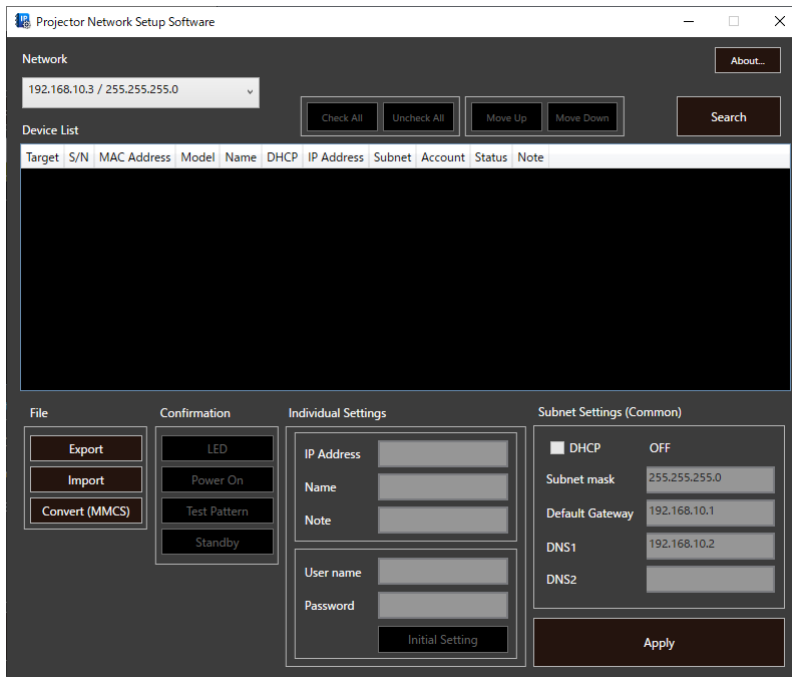 Projector Network Setup Software
Network
About...
192.168.10.3 / 255.255.255.0
Check All Uncheck All Move Up Move Down Search
Device List
Target S/N MAC Address Model Name DHCP IP Address Subnet Account Status Note
File Confirmation Individual Settings Subnet Settings (Common)
Export LED IP Address DHCP OFF
Import Power On Name Subnet mask 255.255.255.0
Convert (MMCS) Test Pattern Note Default Gateway 192.168.10.1
Standby DNS1 192.168.10.2
User name DNS2
Password
Initial Setting Apply